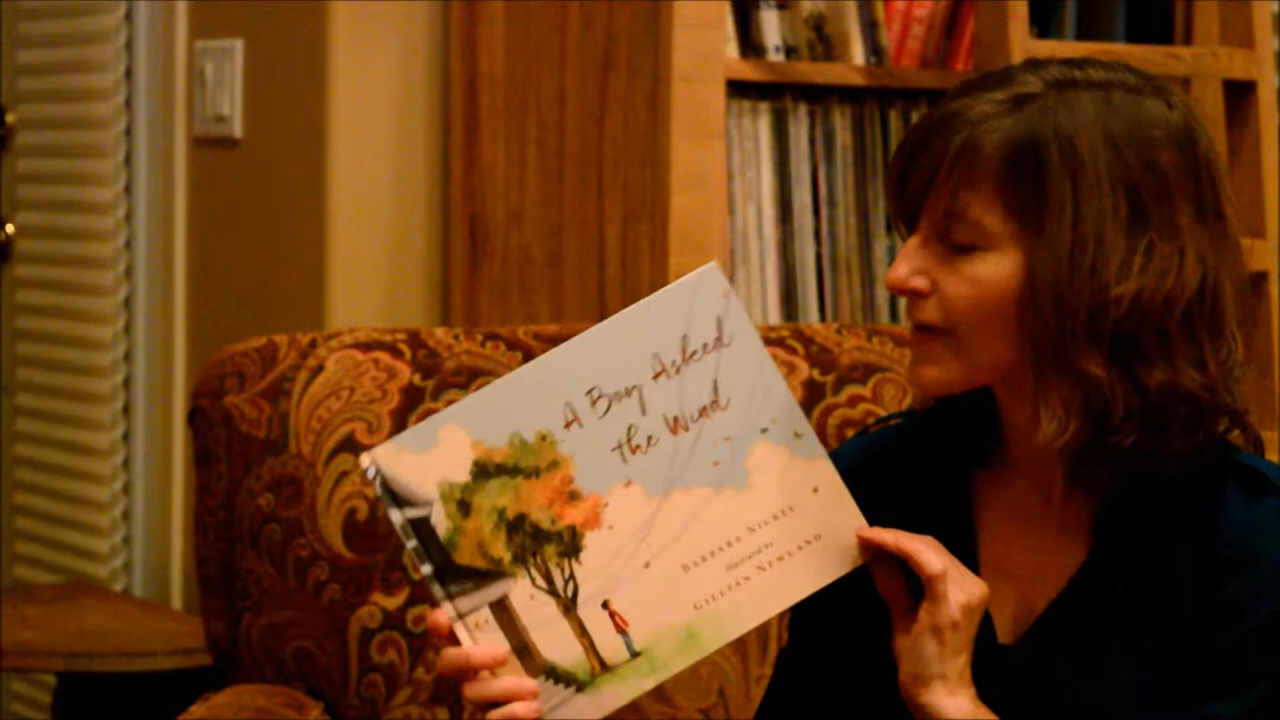 A Boy Asked
the Wind
BARBARA NICKEL
illustrated by
GILLIAN NEWLAND